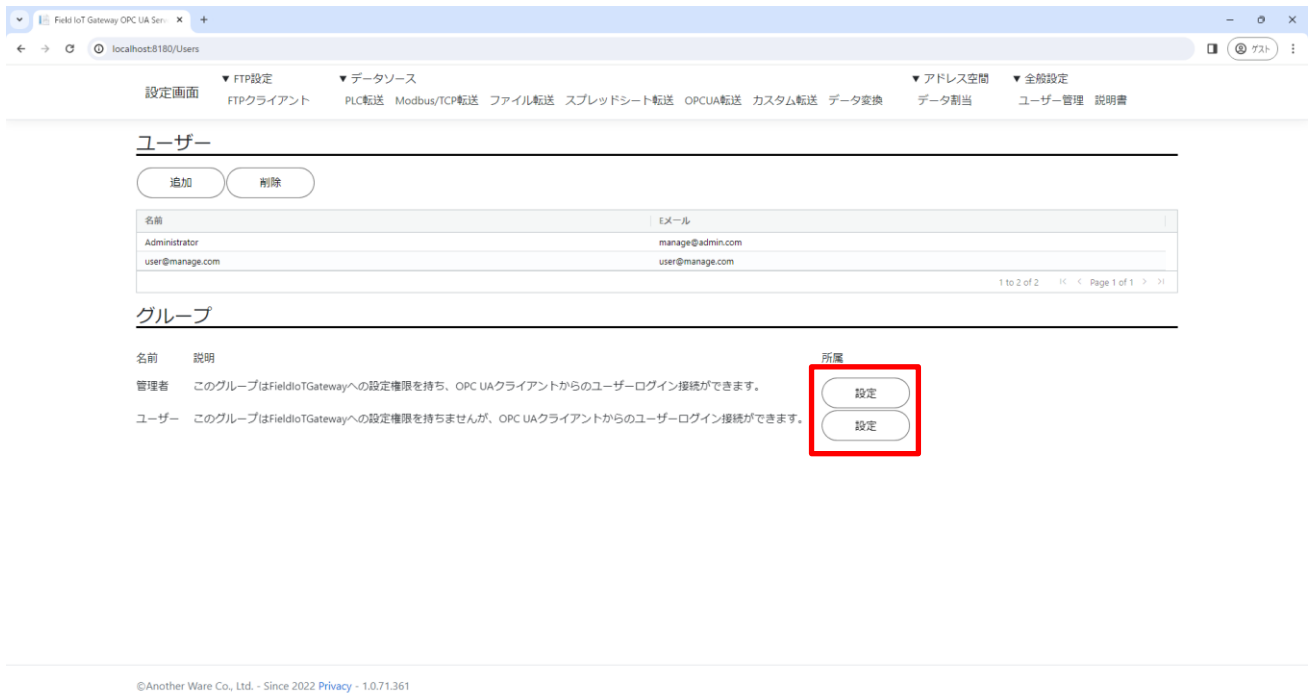 Field IoT Gateway OPC UA Serv
localhost:8180/Users
ゲスト
設定画面
▼ FTP設定
▼ データソース
▼ アドレス空間
▼ 全般設定
FTPクライアント
PLC転送 Modbus/TCP転送 ファイル転送 スプレッドシート転送 OPCUA転送 カスタム転送 データ変換
データ割当
ユーザー管理 説明書
ユーザー
追加 削除
名前 Eメール
Administrator manage@admin.com
user@manage.com user@manage.com
1 to 2 of 2 Page 1 of 1
グループ
名前 説明 所属
管理者 このグループはFieldIoTGatewayへの設定権限を持ち、OPC UAクライアントからのユーザーログイン接続ができます。 設定
ユーザー このグループはFieldIoTGatewayへの設定権限を持ちませんが、OPC UAクライアントからのユーザーログイン接続ができます。 設定
©Another Ware Co., Ltd. - Since 2022 Privacy - 1.0.71.361